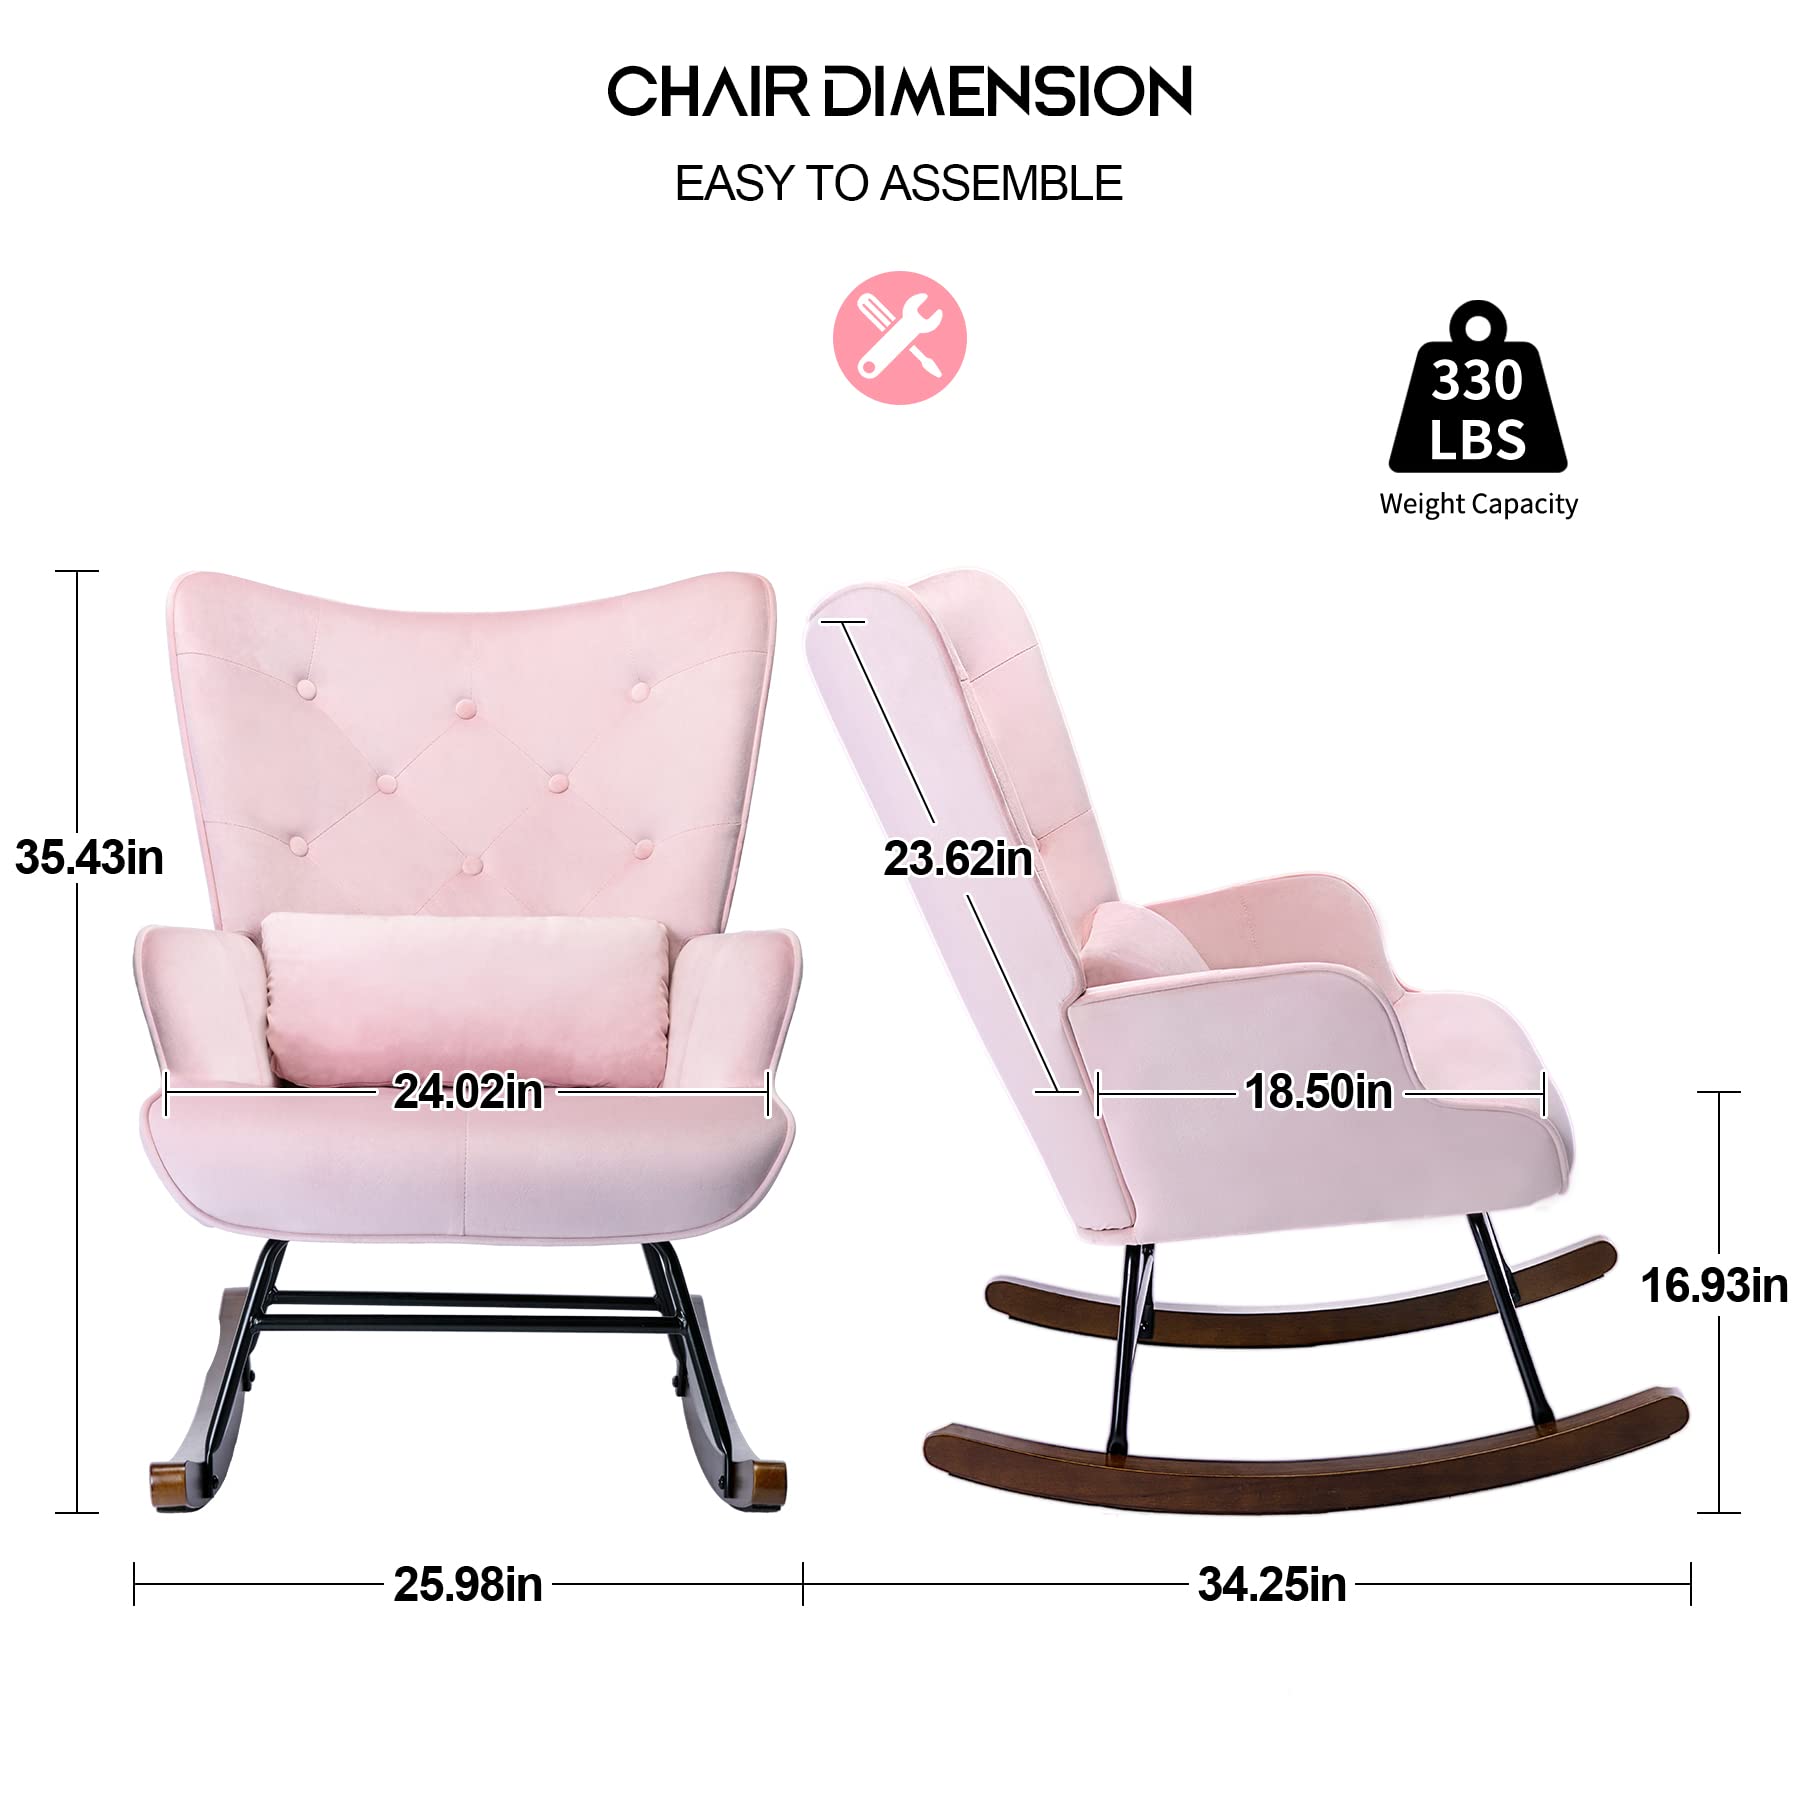 CHAIR DIMENSION
EASY TO ASSEMBLE
330
LBS
Weight Capacity
35.43in
23.62in
24.02in
18.50in
16.93in
25.98in
34.25in